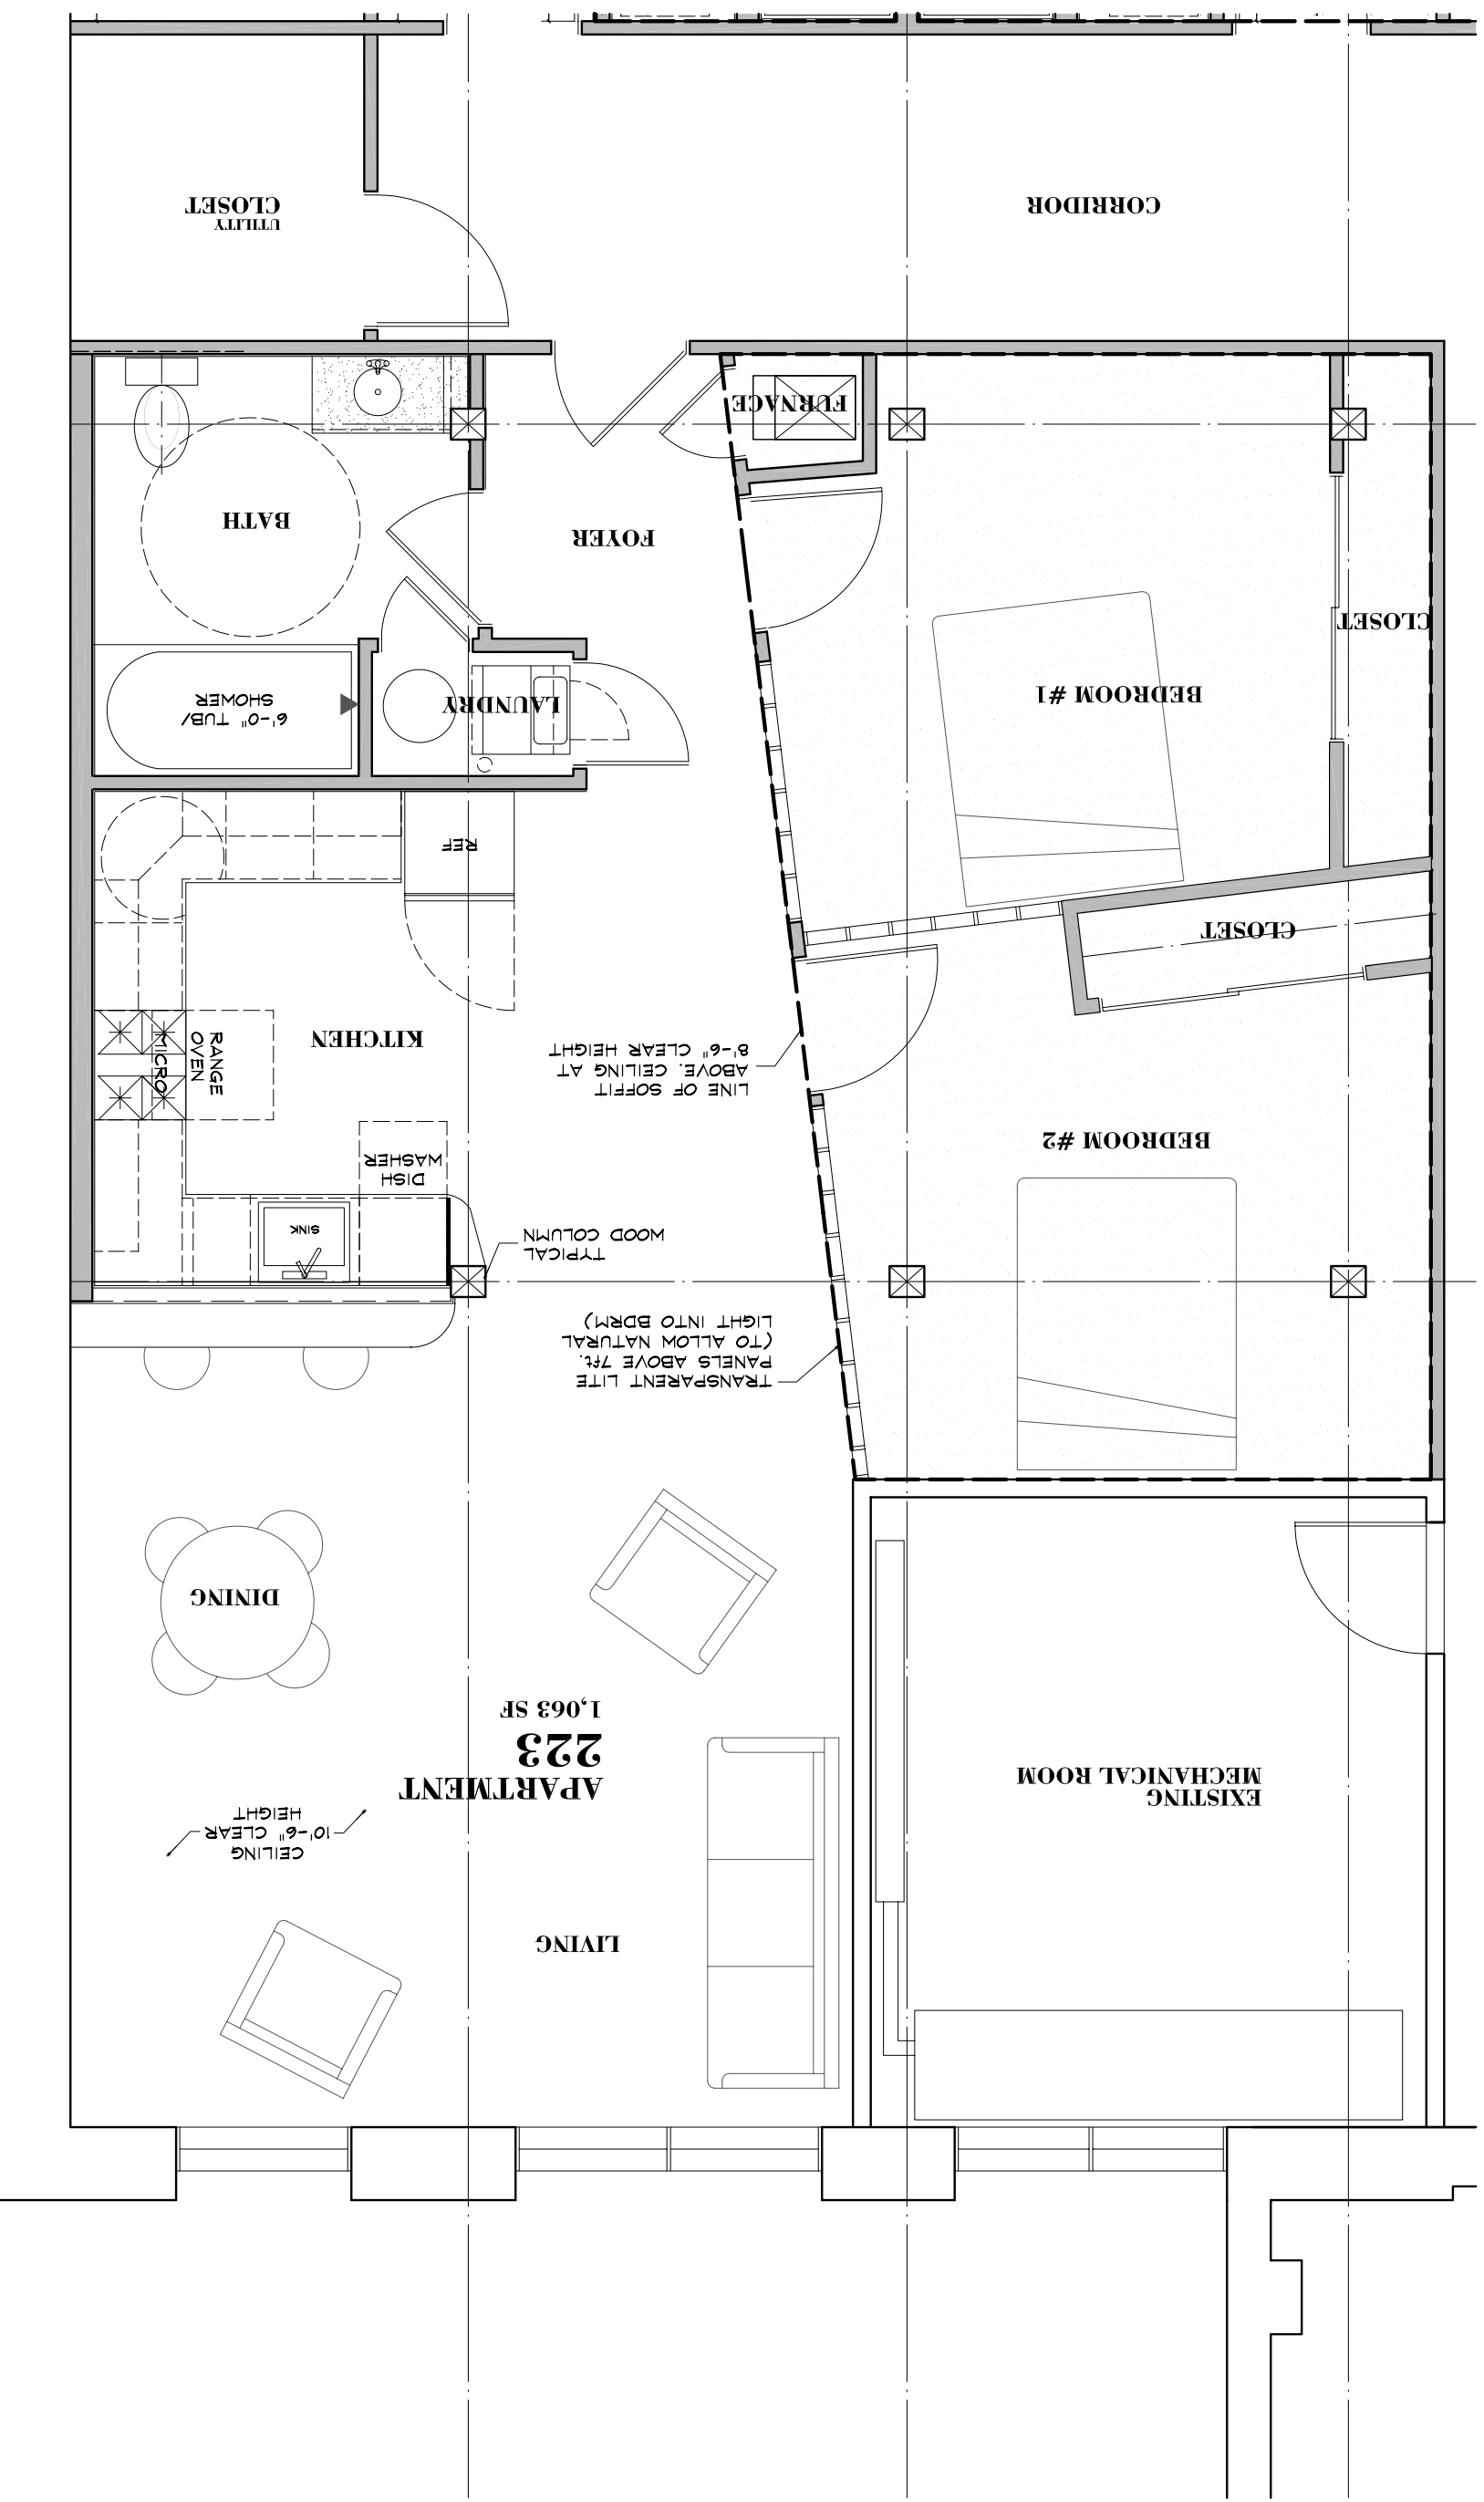 EXISTING
MECHANICAL ROOM
LIVING
CEILING
10'-6" CLEAR
HEIGHT
APARTMENT
223
1,063 SF
DINING
TRANSPARENT LITE
PANELS ABOVE 7ft.
(TO ALLOW NATURAL
LIGHT INTO BDRM)
TYPICAL
WOOD COLUMN
SINK
DISH
WASHER
BEDROOM #2
LINE OF SOFFIT
ABOVE. CEILING AT
8'-6" CLEAR HEIGHT
KITCHEN
RANGE
OVEN
MICRO
CLOSET
REF
BEDROOM #1
LAUNDRY
6'-0" TUB/
SHOWER
CLOSET
FOYER
BATH
FURNACE
UTILITY
CLOSET
CORRIDOR